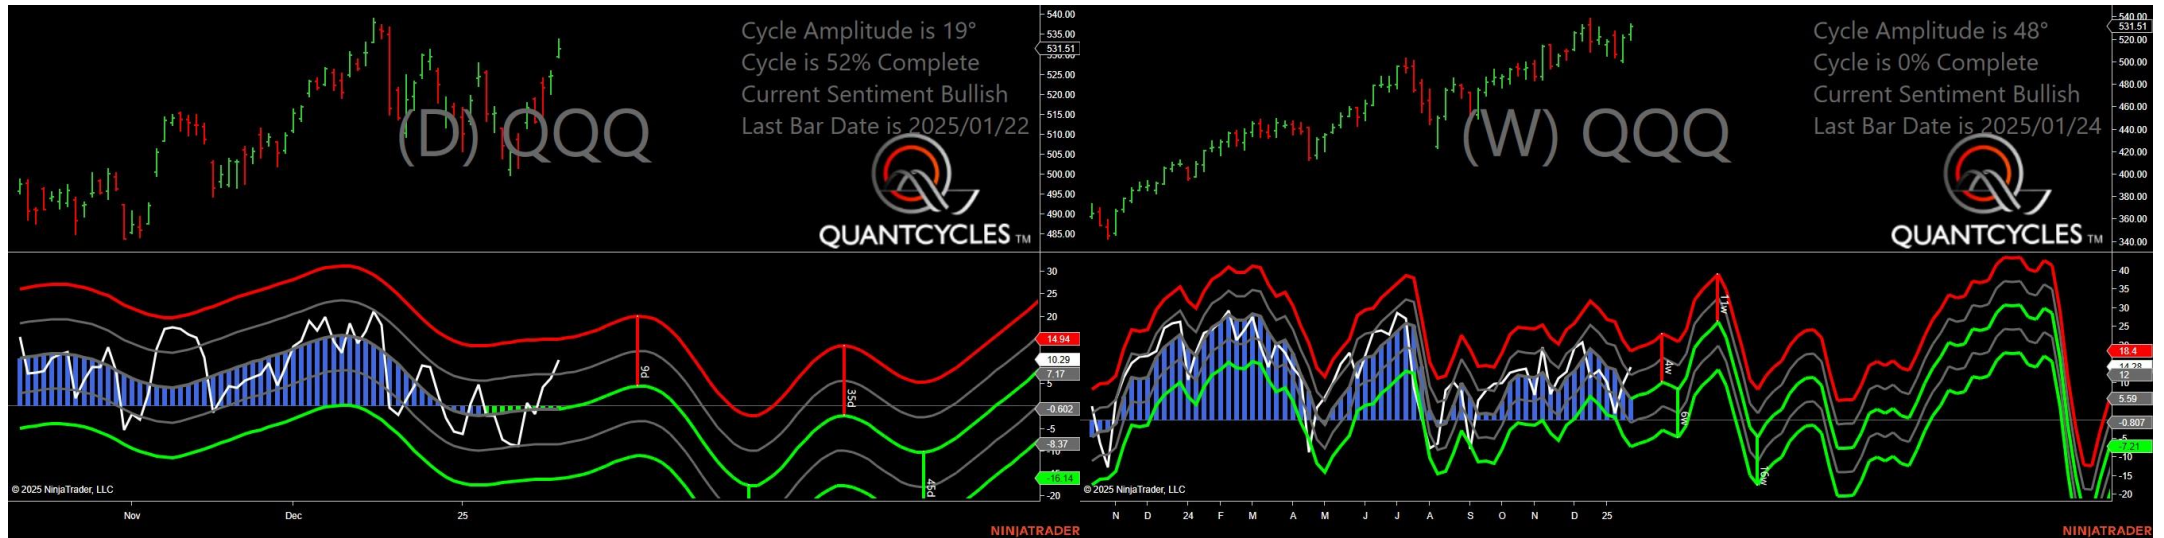 Cycle Amplitude is 19°
Cycle is 52% Complete
Current Sentiment Bullish
Last Bar Date is 2025/01/22
(D) QQQ
QUANTCYCLES TM
540.00
535.00
531.51
530.00
525.00
520.00
515.00
510.00
505.00
500.00
495.00
490.00
485.00
30
25
20
14.94
10.29
7.17
5
-0.602
-5
-8.37
-10
-15
-16.14
-20
9d
35d
45d
© 2025 NinjaTrader, LLC
Nov
Dec
25
NINJATRADER
Cycle Amplitude is 48°
Cycle is 0% Complete
Current Sentiment Bullish
Last Bar Date is 2025/01/24
(W) QQQ
QUANTCYCLES TM
540.00
531.51
520.00
500.00
480.00
460.00
440.00
420.00
400.00
380.00
360.00
340.00
40
35
30
25
18.4
14.28
12
10
5.59
-0.807
-7.21
-10
-15
-20
4w
6w
11w
16w
© 2025 NinjaTrader, LLC
N
D
24
F
M
A
M
J
J
A
S
O
N
D
25
NINJATRADER